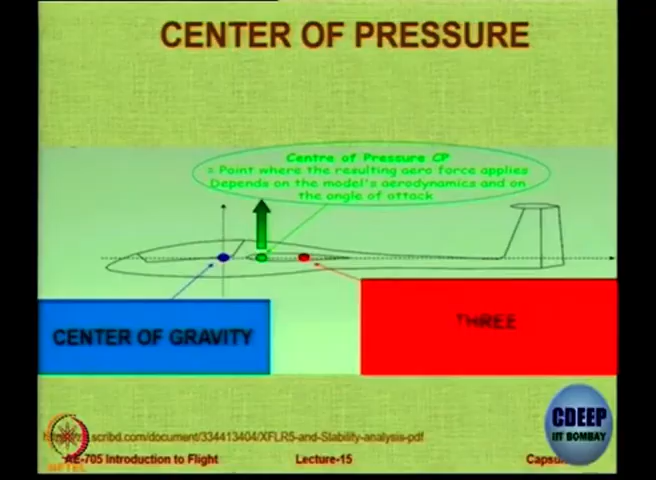 CENTER OF PRESSURE
Centre of Pressure CP
= Point where the resulting aero force applies
Depends on the model's aerodynamics and on
the angle of attack
CENTER OF GRAVITY
THREE
scribd.com/document/334413404/XFLR5-and-Stability-analysis-pdf
AE-705 Introduction to Flight
Lecture-15
NPTEL
CDEEP
IIT BOMBAY